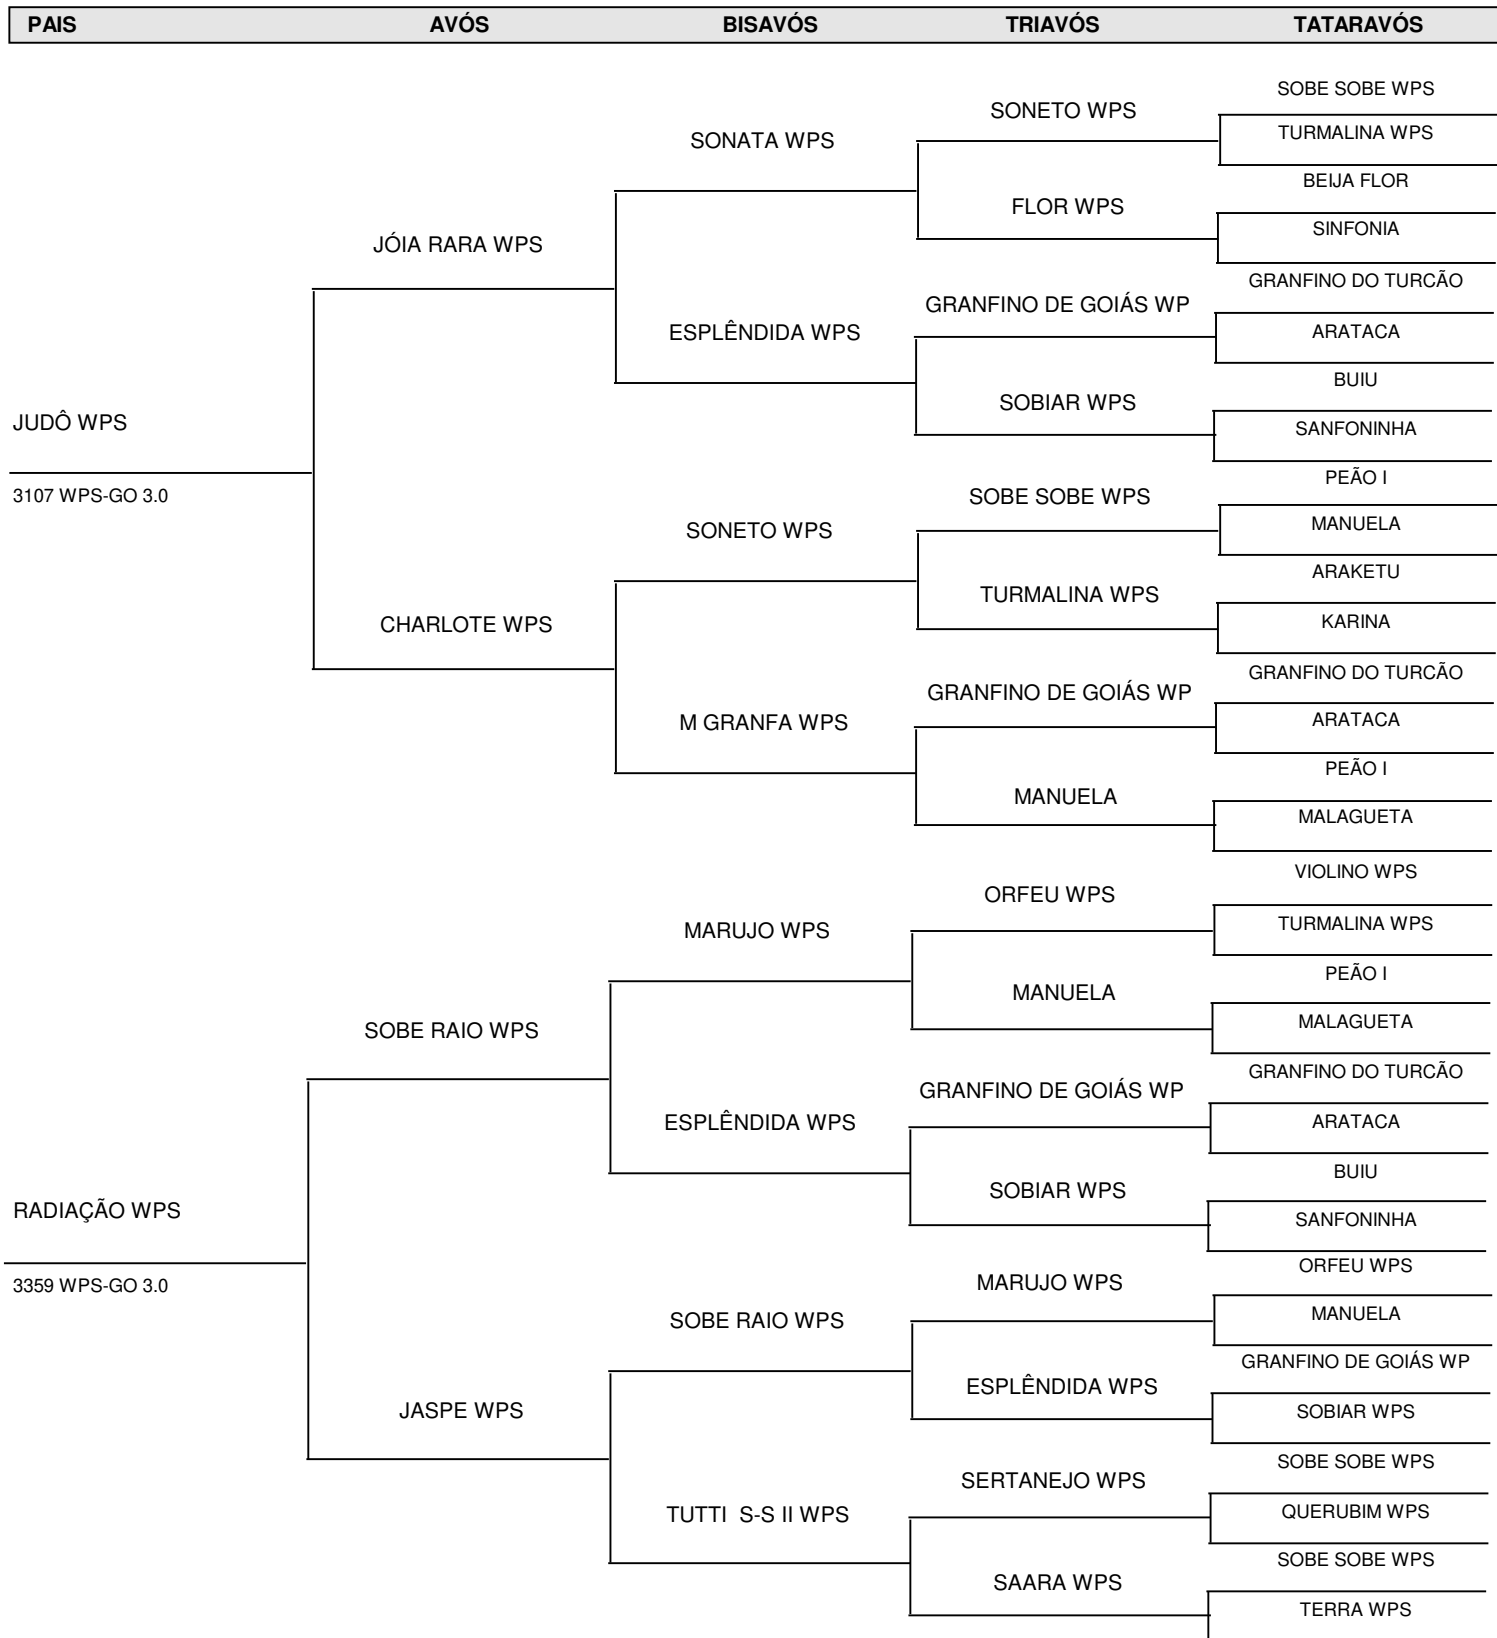 PAIS AVÓS BISAVÓS TRIAVÓS TATARAVÓS
SOBE SOBE WPS
SONETO WPS
TURMALINA WPS
SONATA WPS
BEIJA FLOR
FLOR WPS
SINFONIA
JÓIA RARA WPS
GRANFINO DO TURCÃO
GRANFINO DE GOIÁS WP
ARATACA
ESPLÊNDIDA WPS
BUIU
SOBIAR WPS
SANFONINHA
JUDÔ WPS
3107 WPS-GO 3.0
PEÃO I
SOBE SOBE WPS
MANUELA
SONETO WPS
ARAKETU
TURMALINA WPS
KARINA
CHARLOTE WPS
GRANFINO DO TURCÃO
GRANFINO DE GOIÁS WP
ARATACA
M GRANFA WPS
PEÃO I
MANUELA
MALAGUETA
VIOLINO WPS
ORFEU WPS
TURMALINA WPS
MARUJO WPS
PEÃO I
MANUELA
MALAGUETA
SOBE RAIO WPS
GRANFINO DO TURCÃO
GRANFINO DE GOIÁS WP
ARATACA
ESPLÊNDIDA WPS
BUIU
SOBIAR WPS
SANFONINHA
RADIAÇÃO WPS
3359 WPS-GO 3.0
ORFEU WPS
MARUJO WPS
MANUELA
SOBE RAIO WPS
GRANFINO DE GOIÁS WP
ESPLÊNDIDA WPS
SOBIAR WPS
JASPE WPS
SOBE SOBE WPS
SERTANEJO WPS
QUERUBIM WPS
TUTTI S-S II WPS
SOBE SOBE WPS
SAARA WPS
TERRA WPS